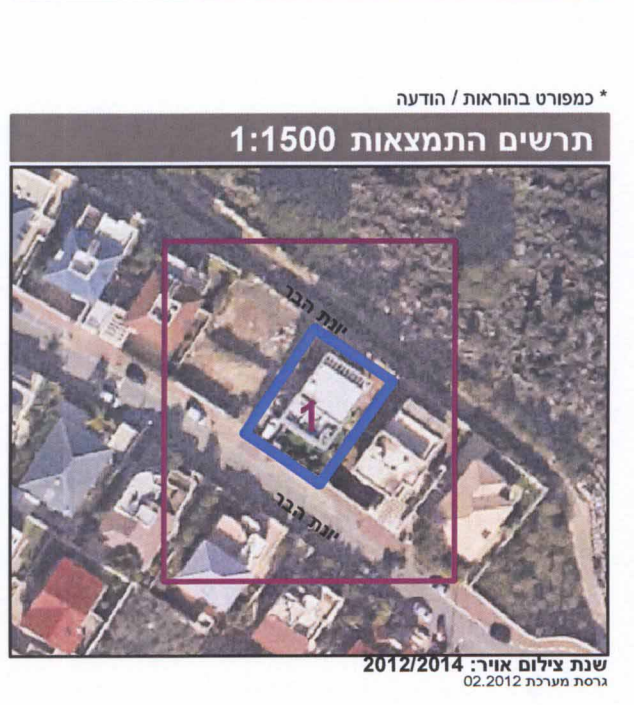 * כמפורט בהוראות / הודעה
תרשים התמצאות 1:1500
יונת הבר
1
יונת הבר
שנת צילום אויר: 2012/2014
גרסת מערכת 02.2012